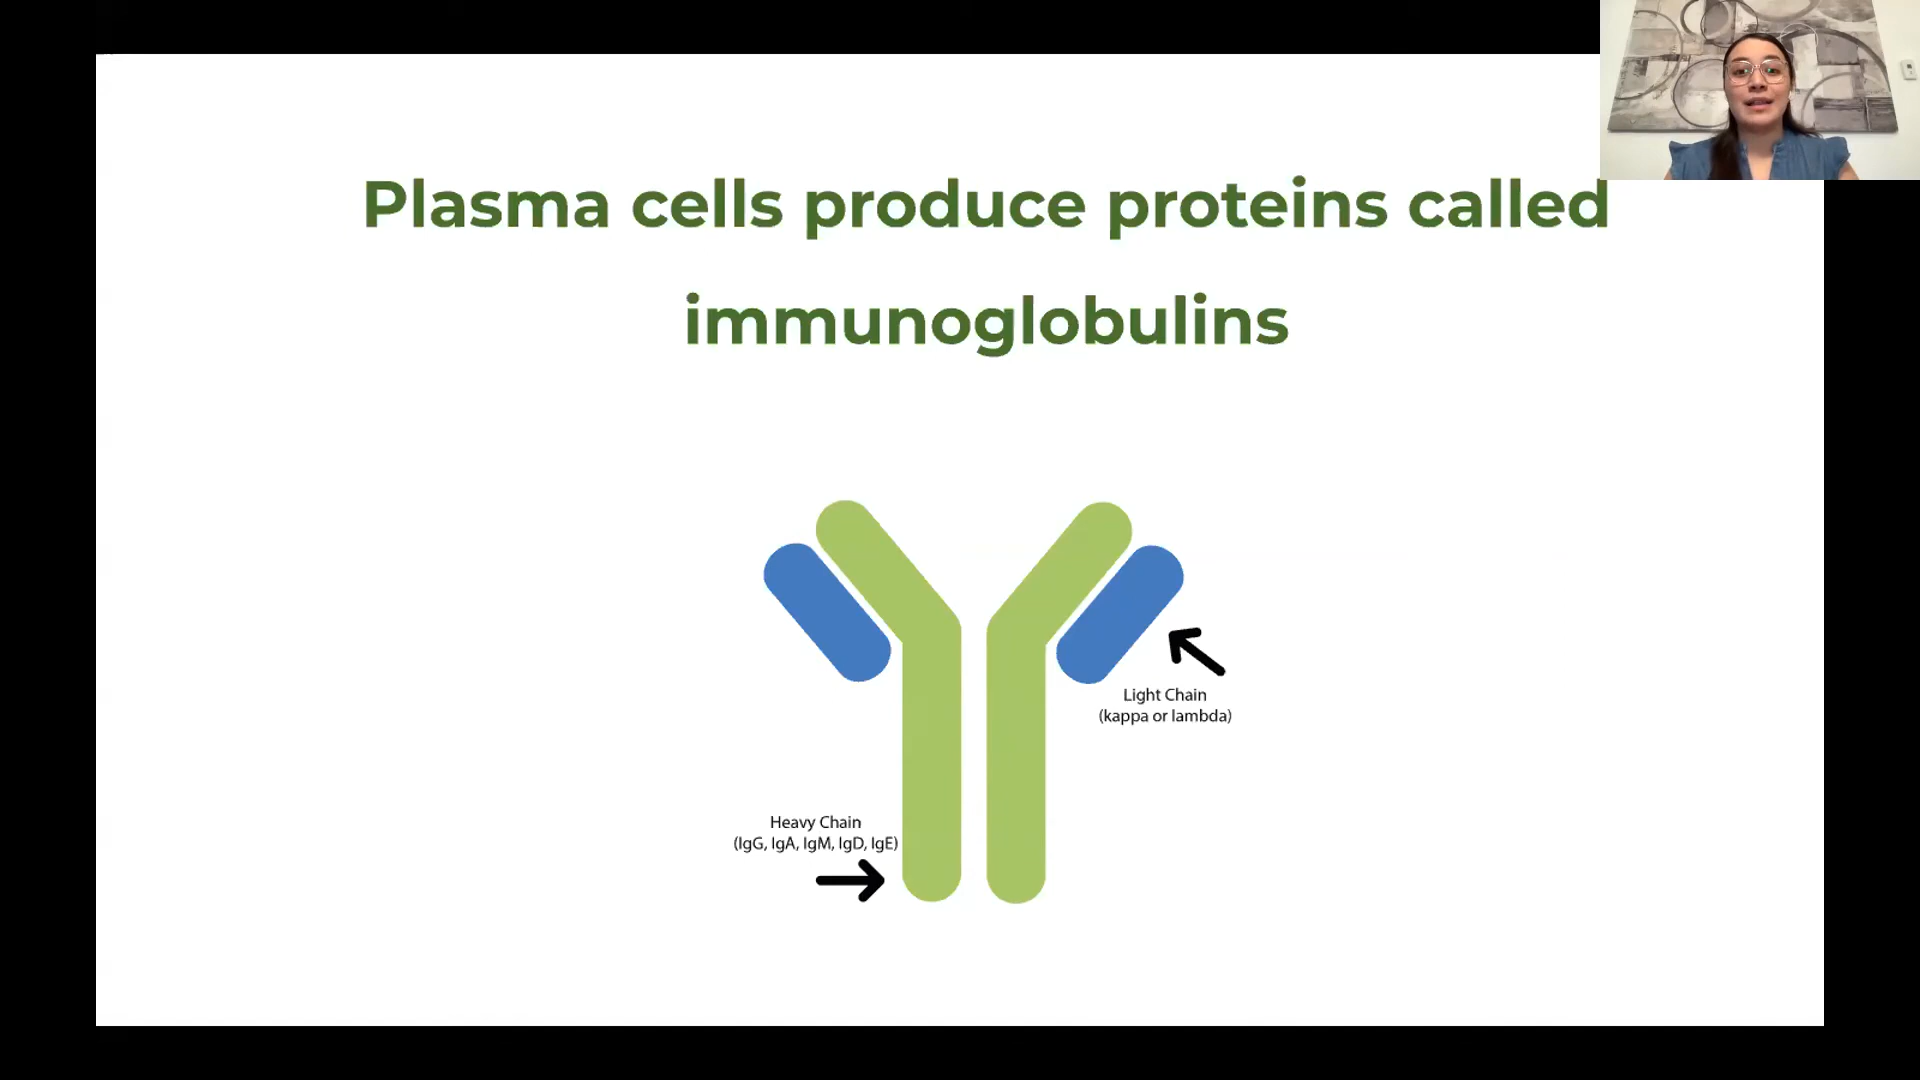 Plasma cells produce proteins called
immunoglobulins
Light Chain
(kappa or lambda)
Heavy Chain
(IgG, IgA, IgM, IgD, IgE)